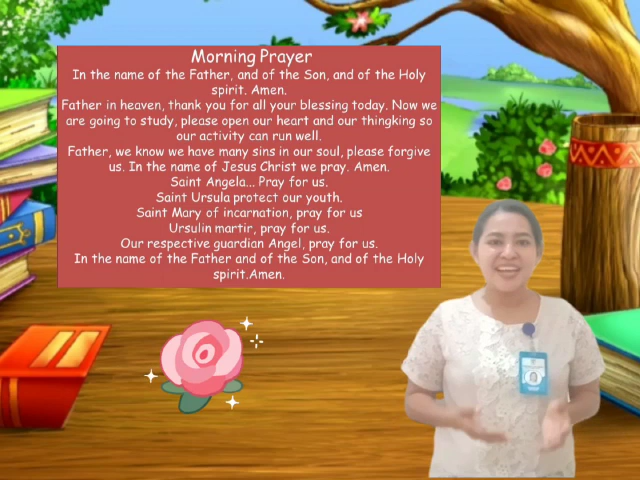 Morning Prayer
In the name of the Father, and of the Son, and of the Holy
spirit. Amen.
Father in heaven, thank you for all your blessing today. Now we
are going to study, please open our heart and our thingking so
our activity can run well.
Father, we know we have many sins in our soul, please forgive
us. In the name of Jesus Christ we pray. Amen.
Saint Angela... Pray for us.
Saint Ursula protect our youth.
Saint Mary of incarnation, pray for us
Ursulin martir, pray for us.
Our respective guardian Angel, pray for us.
In the name of the Father and of the Son, and of the Holy
spirit.Amen.